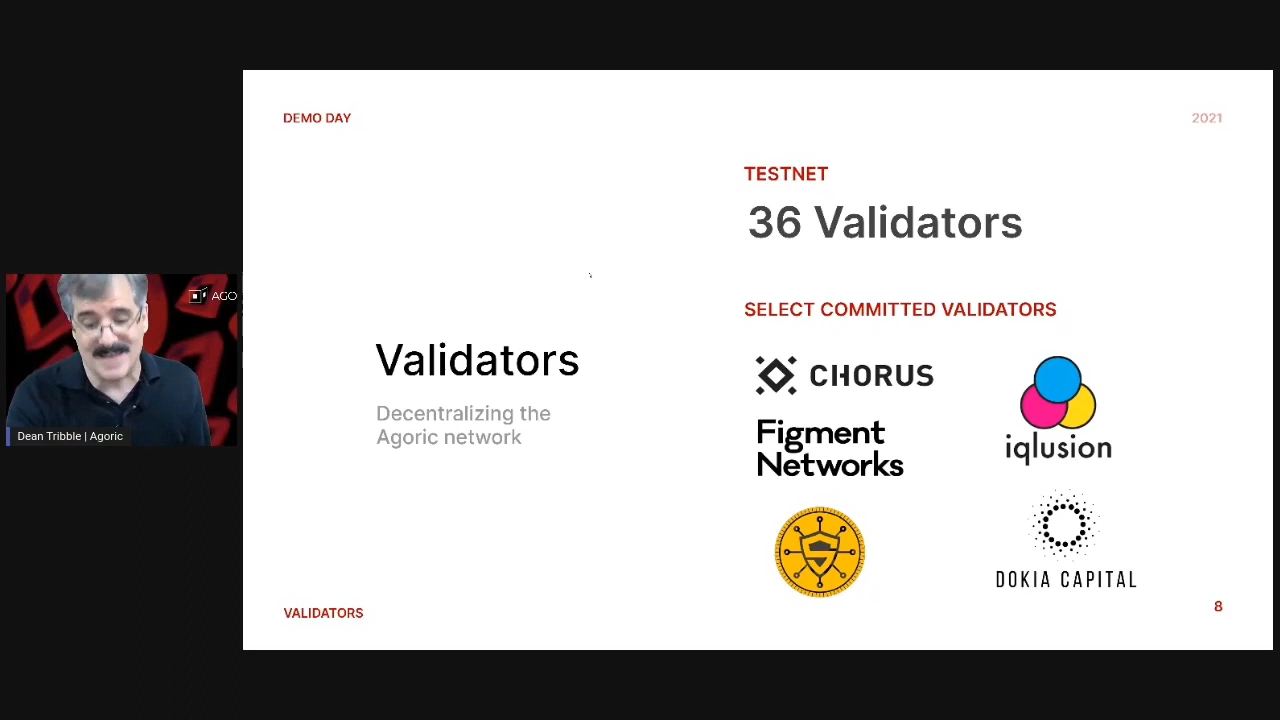 DEMO DAY
2021
TESTNET
36 Validators
SELECT COMMITTED VALIDATORS
Validators
Decentralizing the
Agoric network
CHORUS
Figment
Networks
iqlusion
DOKIA CAPITAL
VALIDATORS
8
AGO
Dean Tribble | Agoric